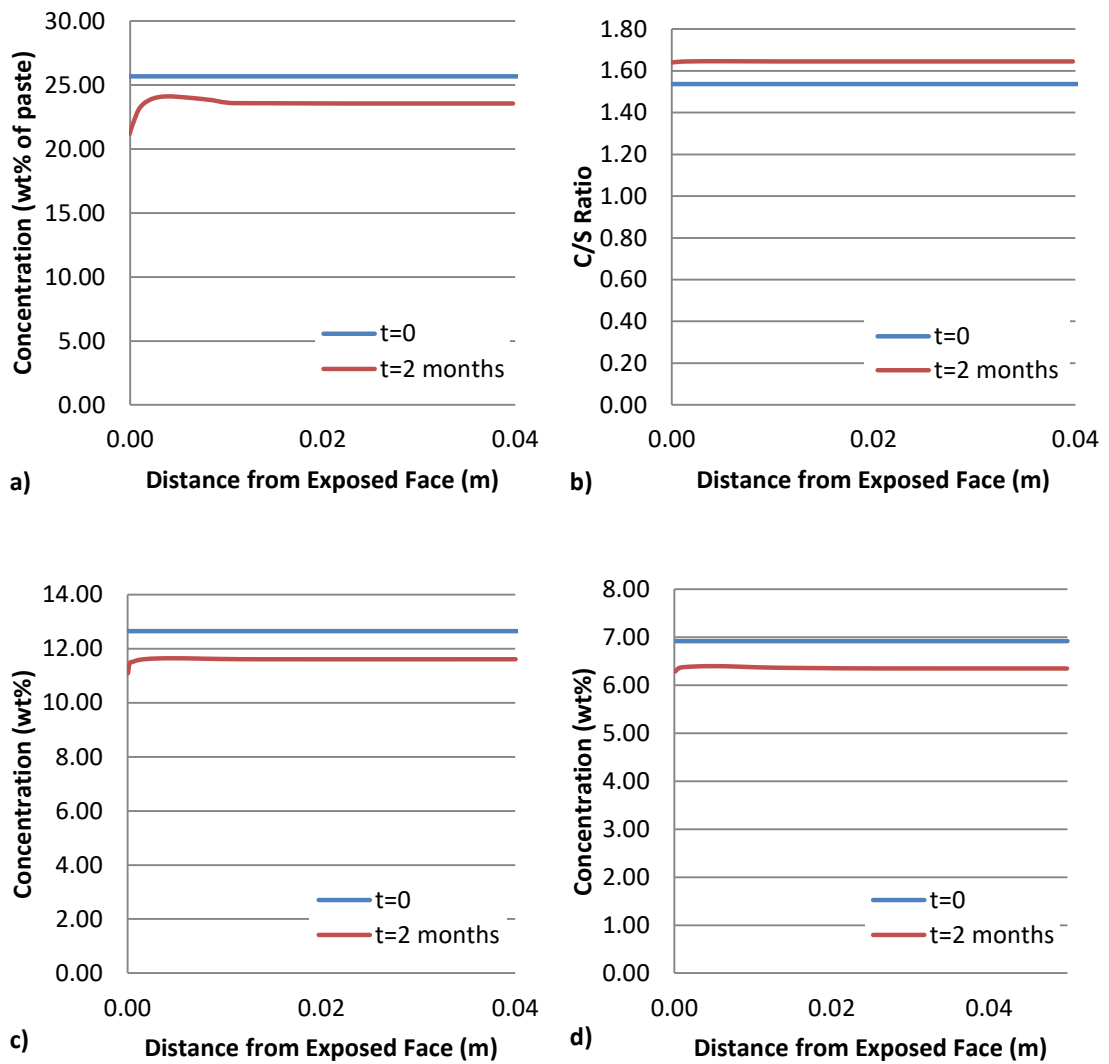 Concentration (wt% of paste)
30.00
25.00
20.00
15.00
10.00
5.00
0.00
t=0
t=2 months
0.00
0.02
0.04
a)
Distance from Exposed Face (m)
C/S Ratio
1.80
1.60
1.40
1.20
1.00
0.80
0.60
0.40
0.20
0.00
t=0
t=2 months
0.00
0.02
0.04
b)
Distance from Exposed Face (m)
Concentration (wt%)
14.00
12.00
10.00
8.00
6.00
4.00
2.00
0.00
t=0
t=2 months
0.00
0.02
0.04
c)
Distance from Exposed Face (m)
Concentration (wt%)
8.00
7.00
6.00
5.00
4.00
3.00
2.00
1.00
0.00
t=0
t=2 months
0.00
0.02
0.04
d)
Distance from Exposed Face (m)